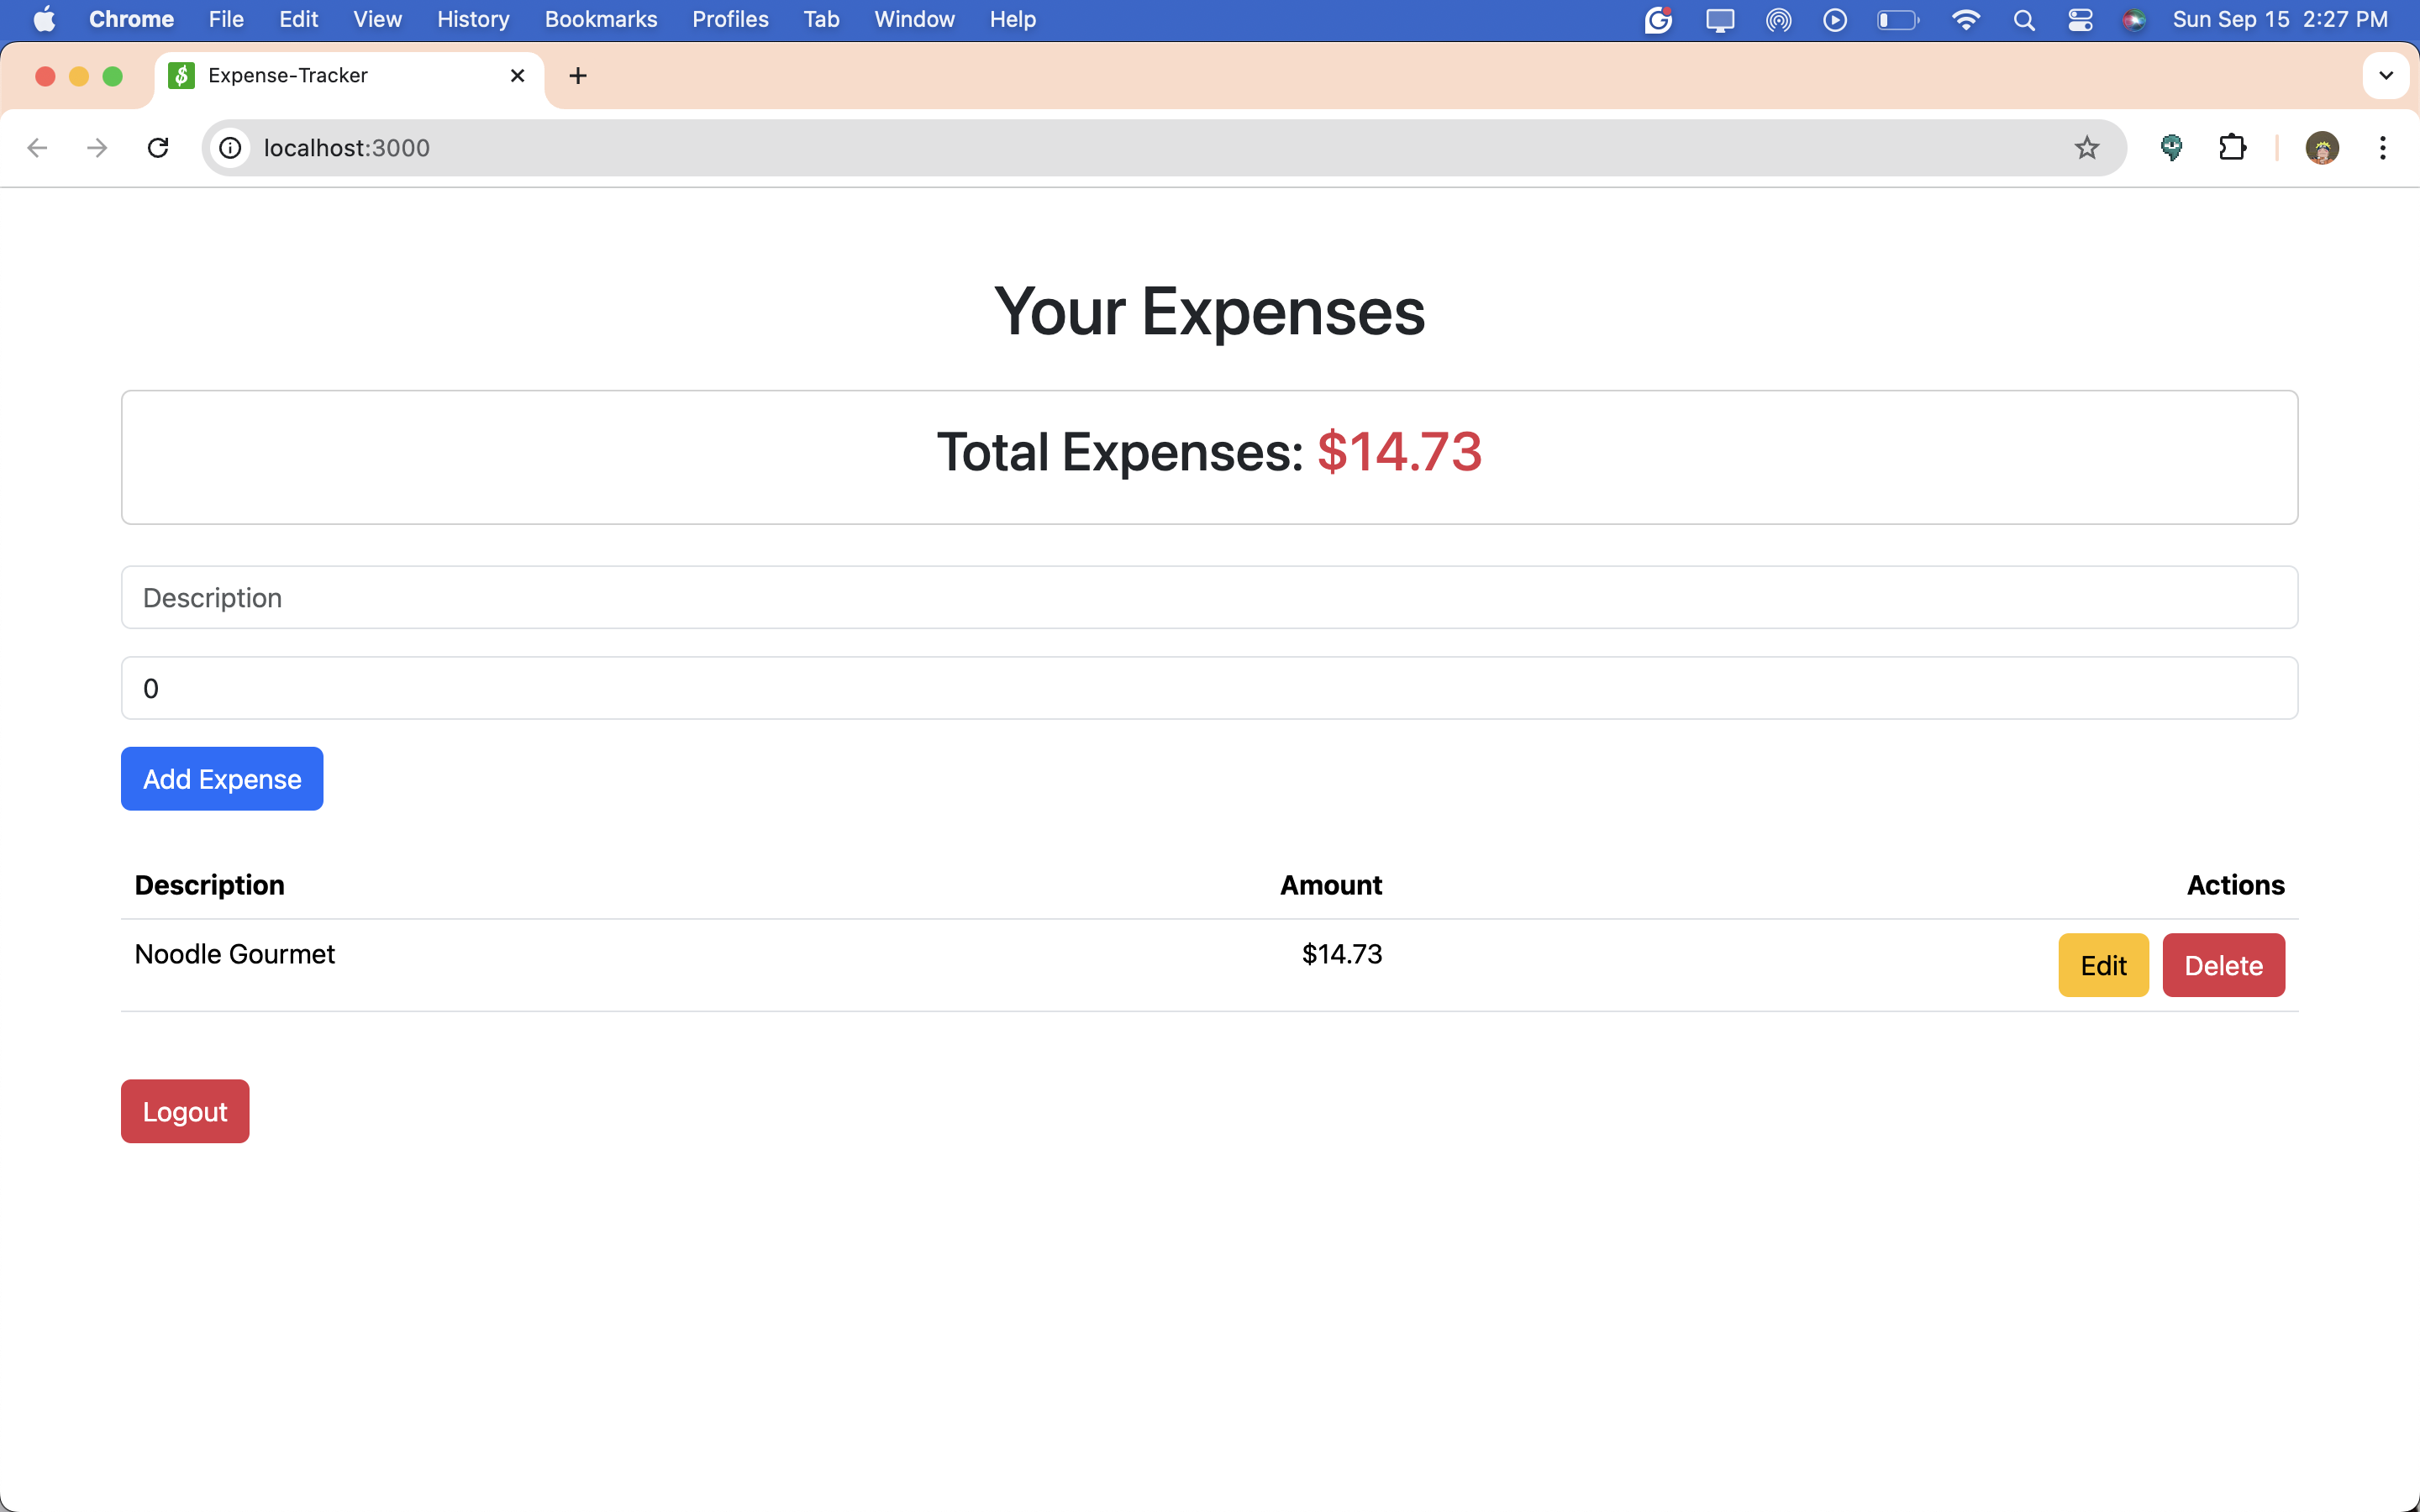 Chrome File Edit View History Bookmarks Profiles Tab Window Help Sun Sep 15 2:27 PM
Expense-Tracker
localhost:3000
Your Expenses
Total Expenses: $14.73
Description
0
Add Expense
Description Amount Actions
Noodle Gourmet $14.73 Edit Delete
Logout